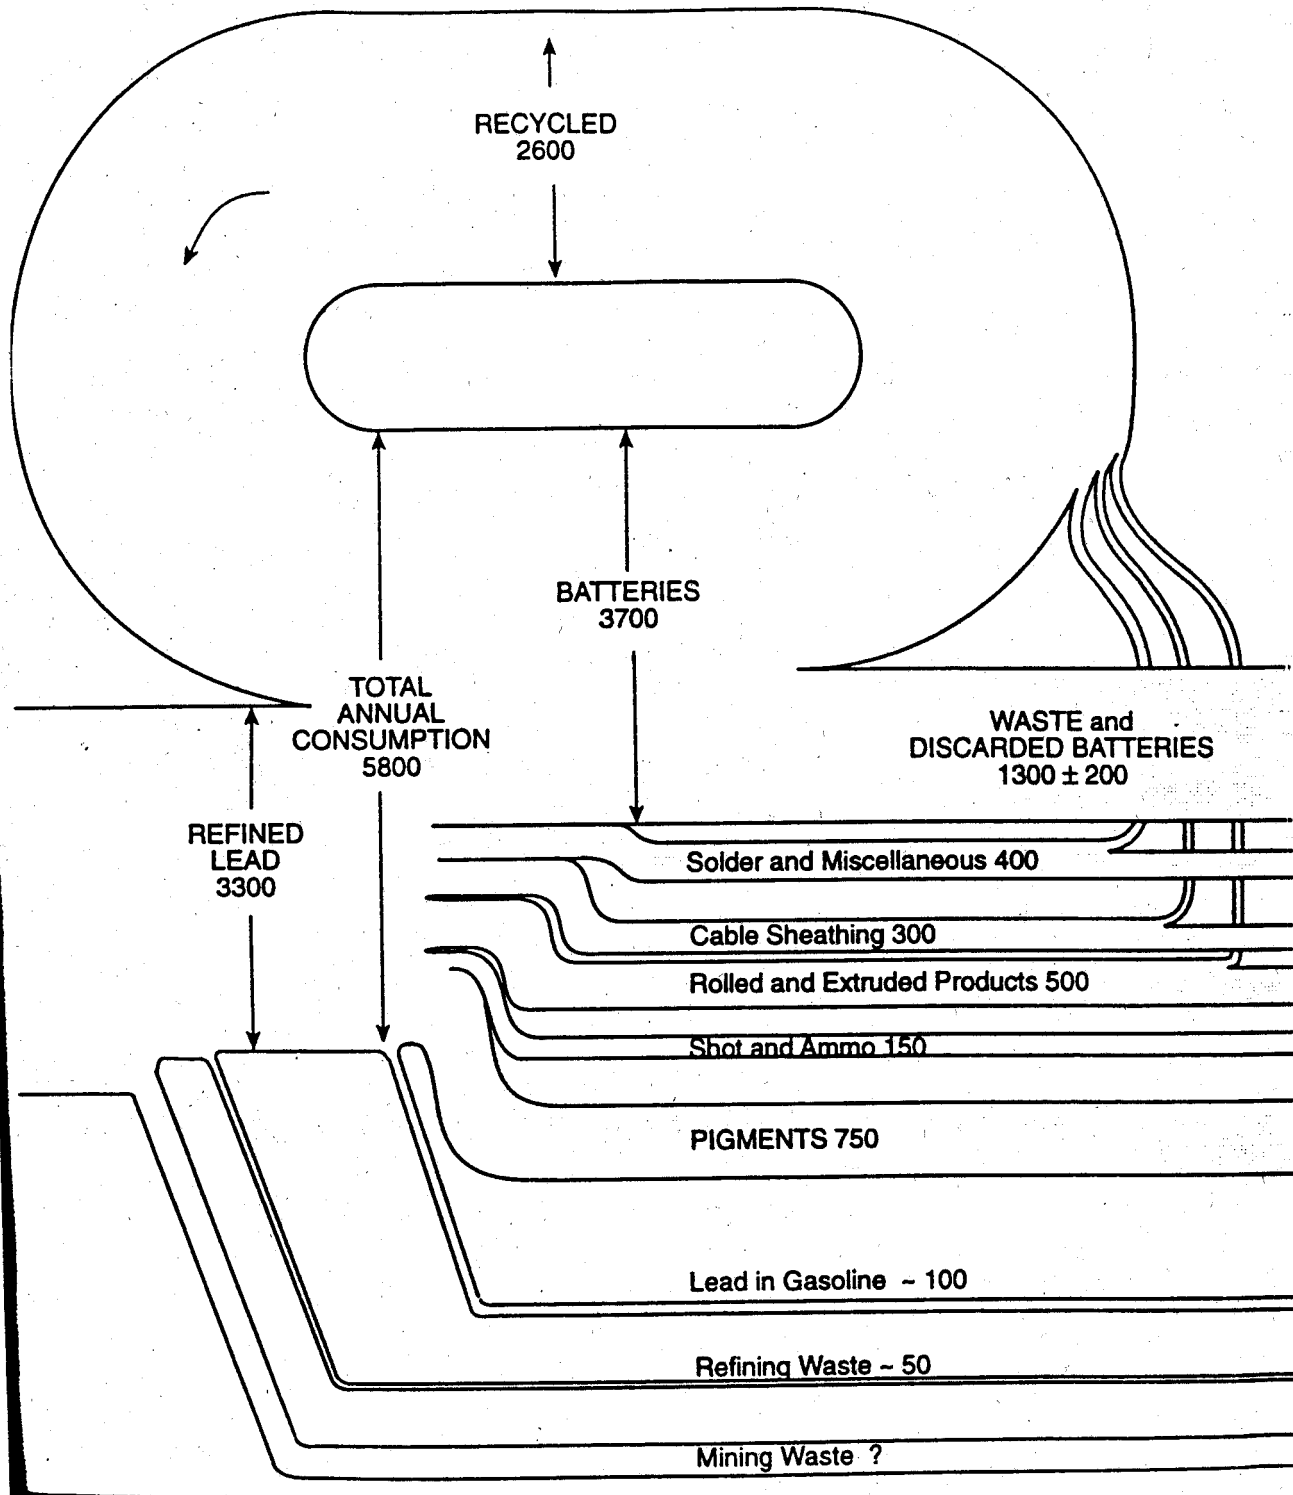 RECYCLED
2600
BATTERIES
3700
TOTAL
ANNUAL
CONSUMPTION
5800
WASTE and
DISCARDED BATTERIES
1300 ± 200
REFINED
LEAD
3300
Solder and Miscellaneous 400
Cable Sheathing 300
Rolled and Extruded Products 500
Shot and Ammo 150
PIGMENTS 750
Lead in Gasoline ~ 100
Refining Waste ~ 50
Mining Waste ?